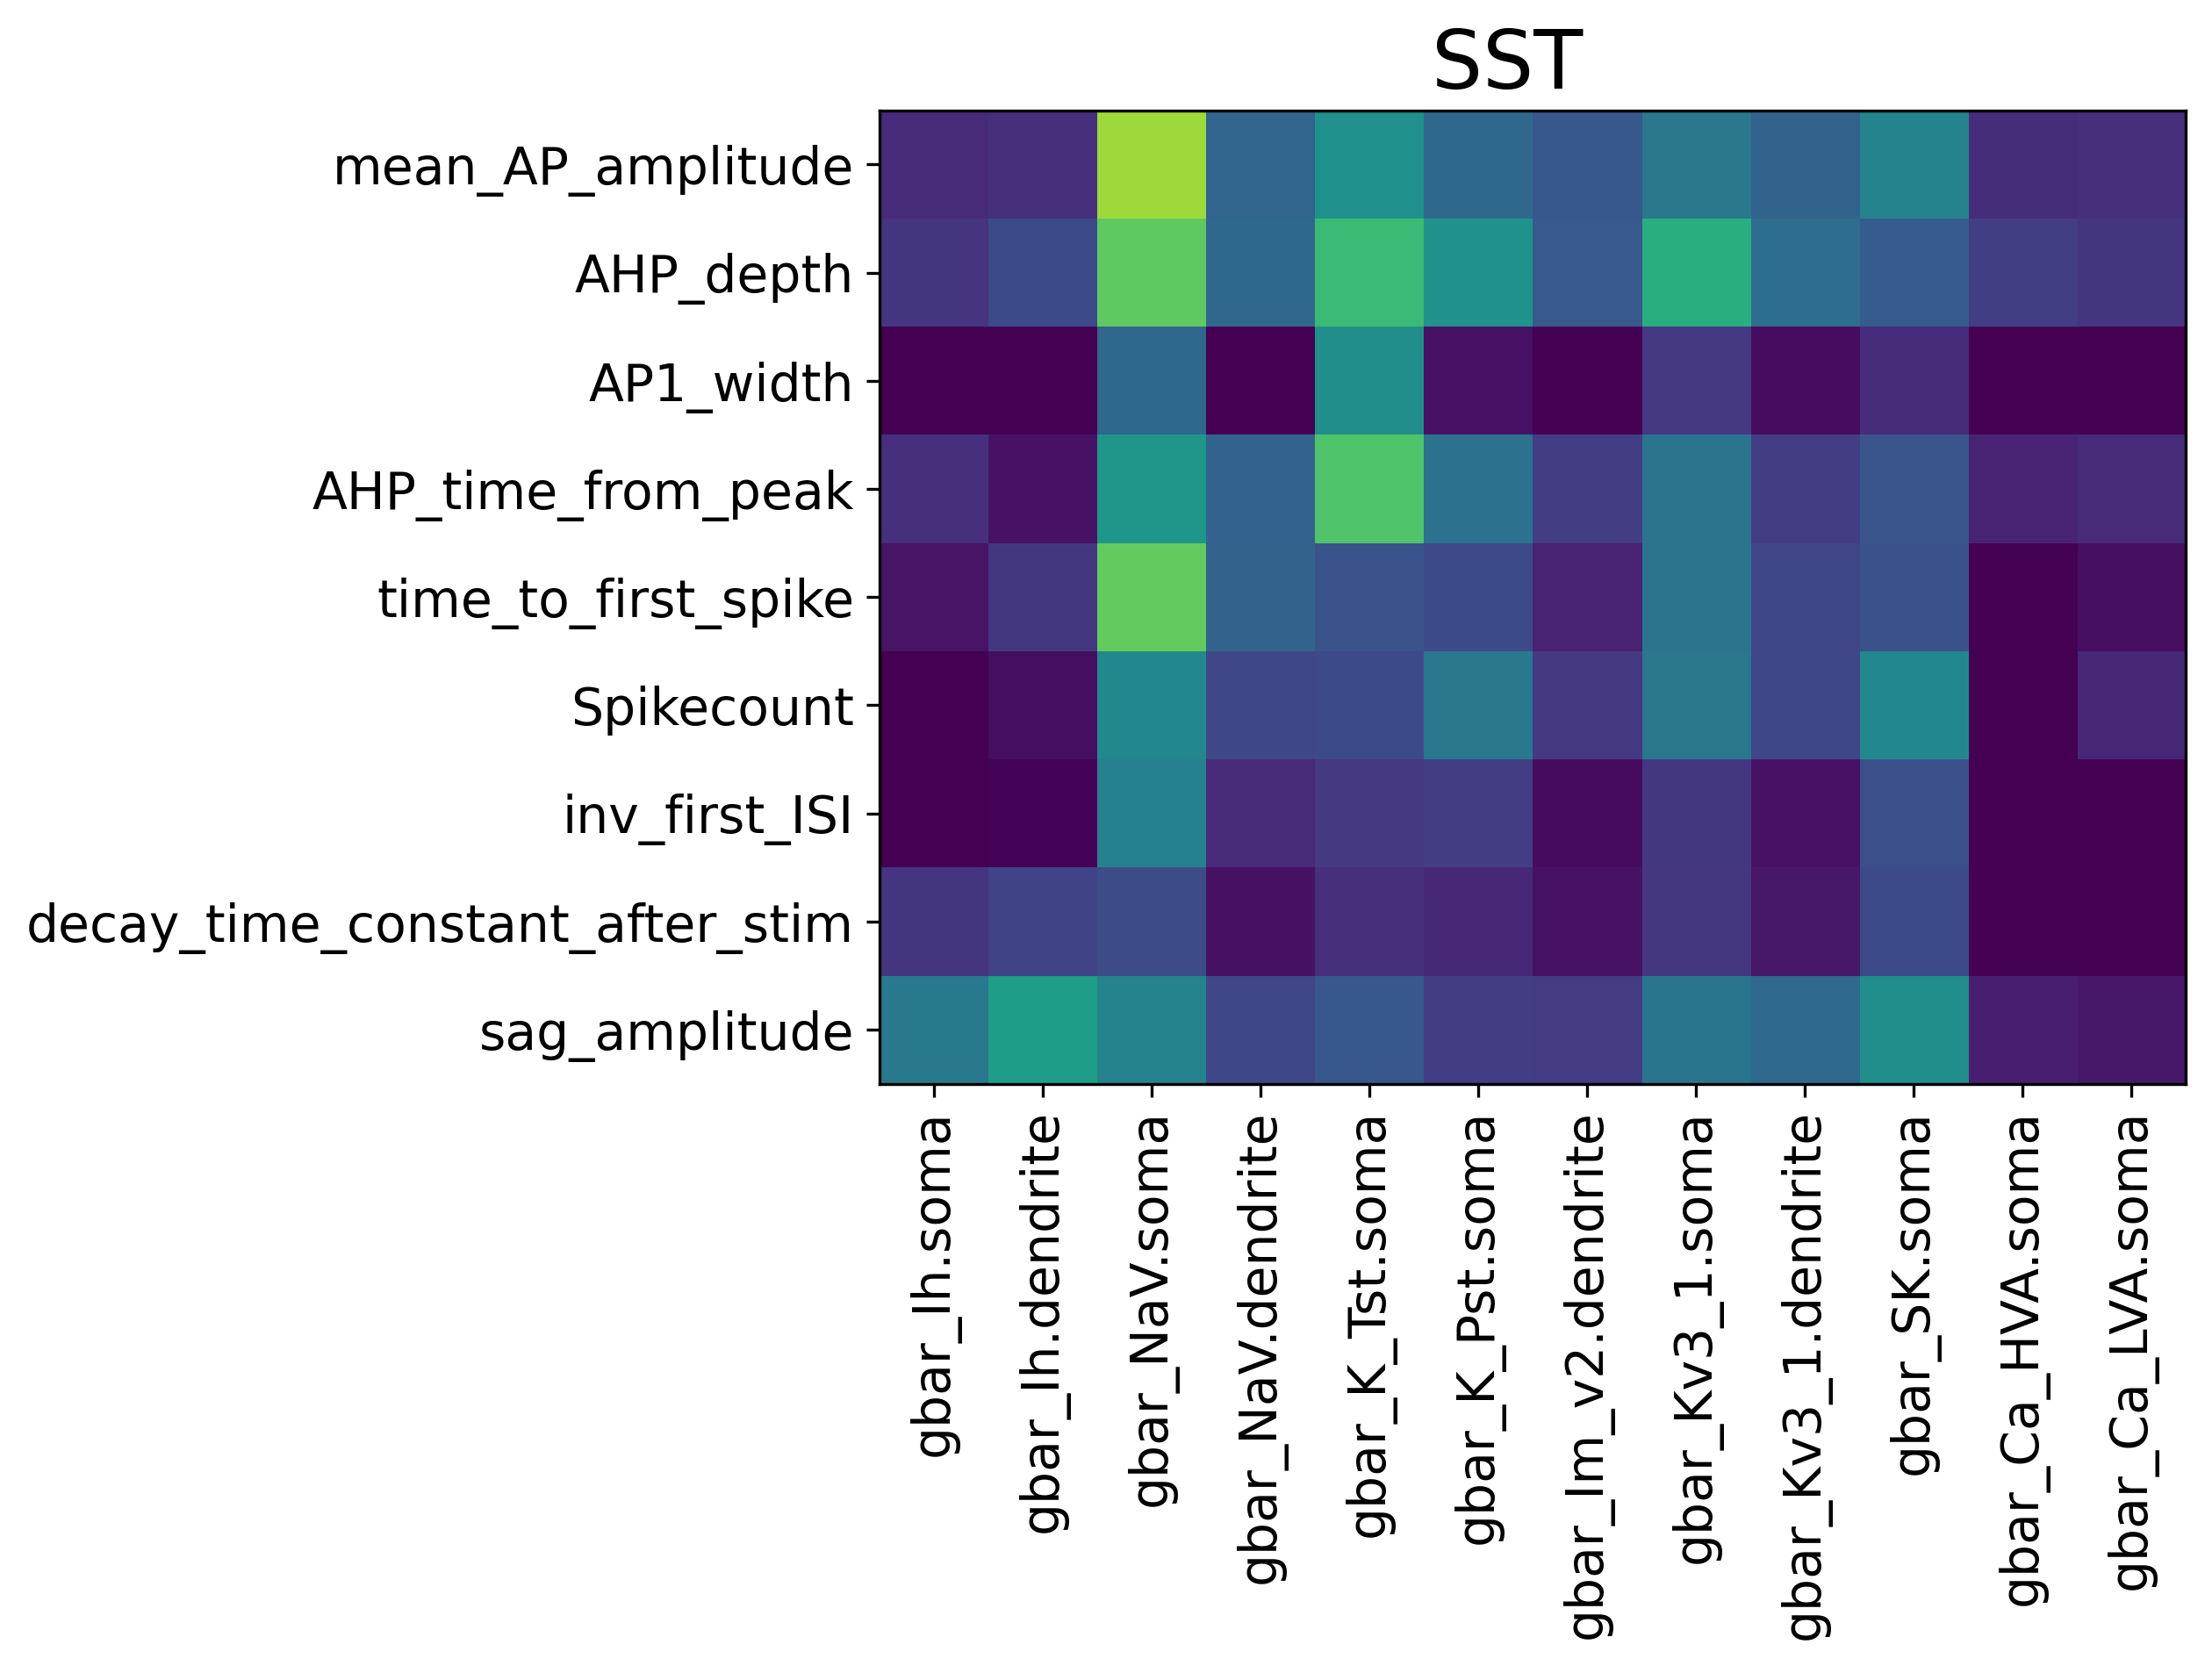 SST
mean_AP_amplitude
AHP_depth
AP1_width
AHP_time_from_peak
time_to_first_spike
Spikecount
inv_first_ISI
decay_time_constant_after_stim
sag_amplitude
gbar_Ih.soma
gbar_Ih.dendrite
gbar_NaV.soma
gbar_NaV.dendrite
gbar_K_Tst.soma
gbar_K_Pst.soma
gbar_Im_v2.dendrite
gbar_Kv3_1.soma
gbar_Kv3_1.dendrite
gbar_SK.soma
gbar_Ca_HVA.soma
gbar_Ca_LVA.soma